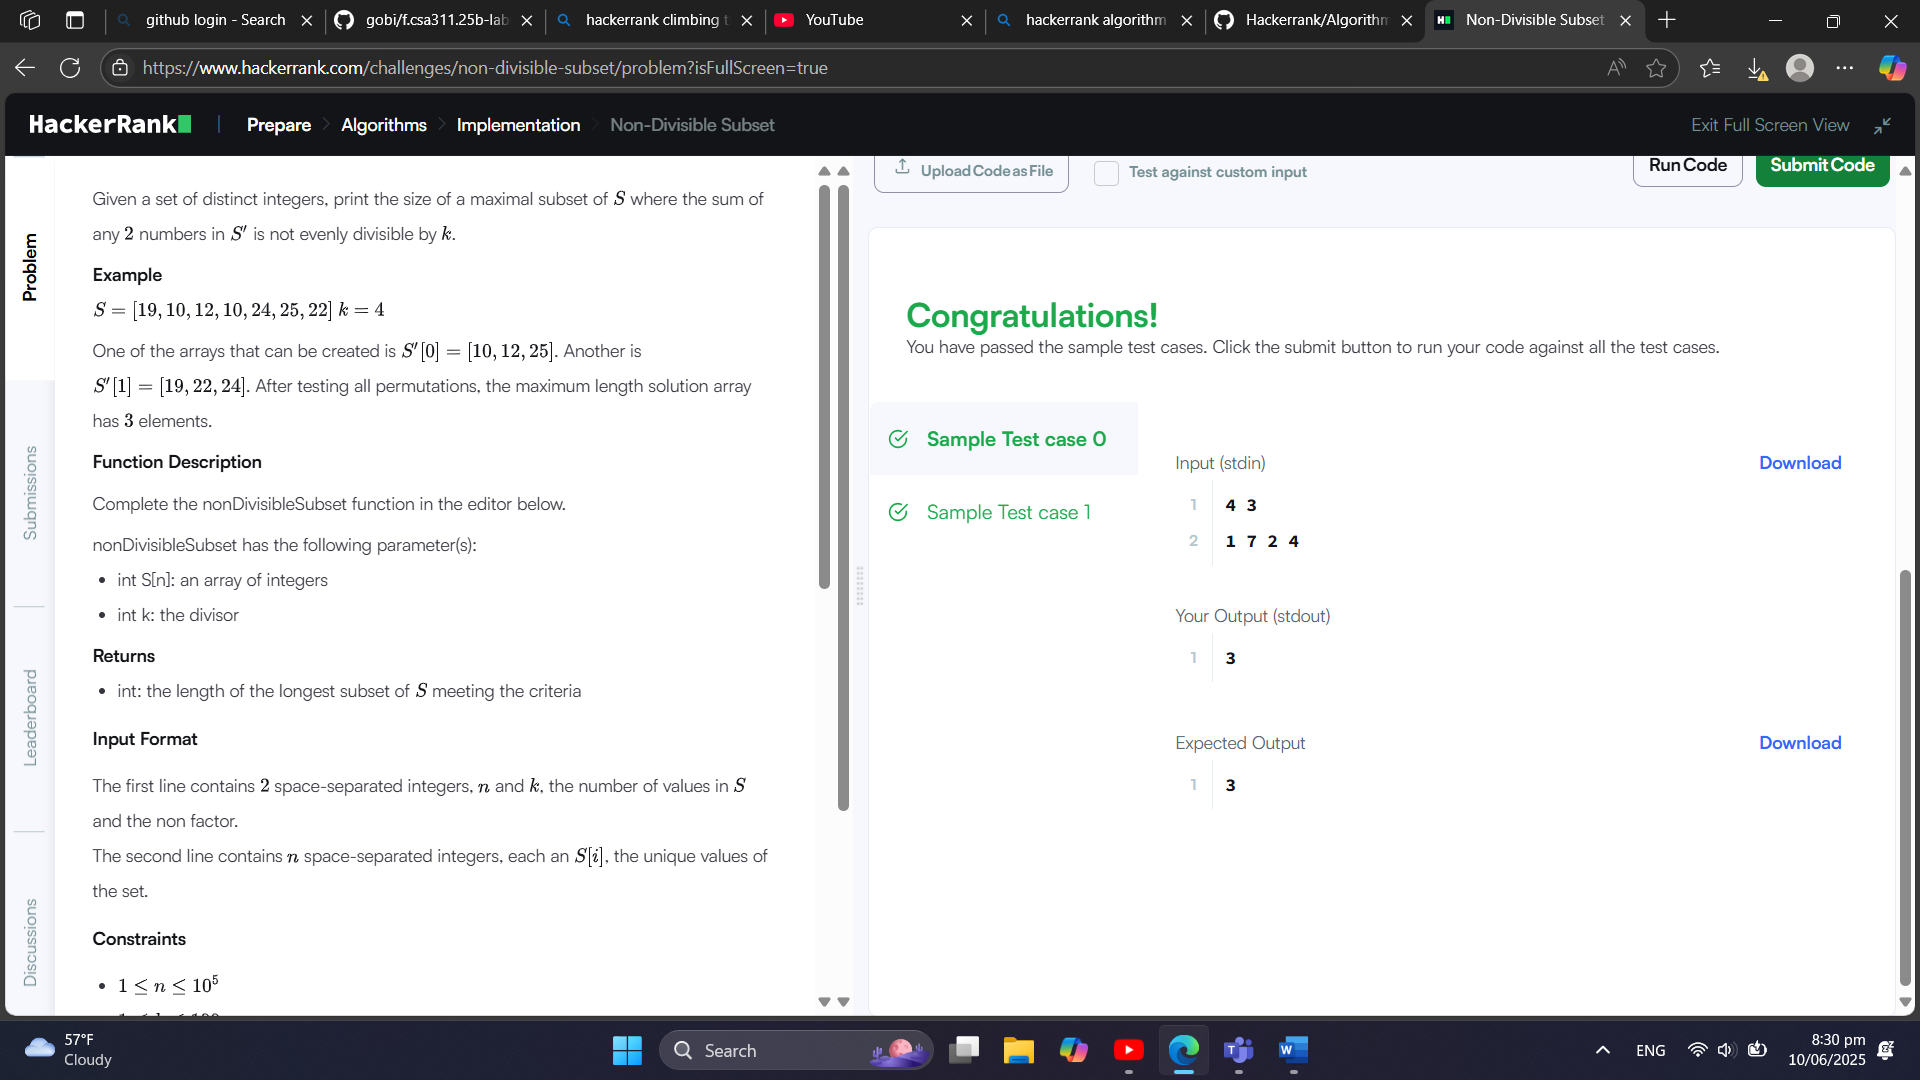 github login - Search
gobi/f.csa311.25b-lab
hackerrank climbing t
YouTube
hackerrank algorithm
Hackerrank/Algorithm
Non-Divisible Subset
https://www.hackerrank.com/challenges/non-divisible-subset/problem?isFullScreen=true
HackerRank
Prepare
Algorithms
Implementation
Non-Divisible Subset
Exit Full Screen View
Problem
Submissions
Leaderboard
Discussions
Given a set of distinct integers, print the size of a maximal subset of S where the sum of
any 2 numbers in S′ is not evenly divisible by k.
Example
S = [19, 10, 12, 10, 24, 25, 22] k = 4
One of the arrays that can be created is S′[0] = [10, 12, 25]. Another is
S′[1] = [19, 22, 24]. After testing all permutations, the maximum length solution array
has 3 elements.
Function Description
Complete the nonDivisibleSubset function in the editor below.
nonDivisibleSubset has the following parameter(s):
• int S[n]: an array of integers
• int k: the divisor
Returns
• int: the length of the longest subset of S meeting the criteria
Input Format
The first line contains 2 space-separated integers, n and k, the number of values in S
and the non factor.
The second line contains n space-separated integers, each an S[i], the unique values of
the set.
Constraints
• 1 ≤ n ≤ 10⁵
Upload Code as File
Test against custom input
Run Code
Submit Code
Congratulations!
You have passed the sample test cases. Click the submit button to run your code against all the test cases.
Sample Test case 0
Sample Test case 1
Input (stdin)
Download
1 4 3
2 1 7 2 4
Your Output (stdout)
1 3
Expected Output
Download
1 3
57°F
Cloudy
Search
ENG
8:30 pm
10/06/2025